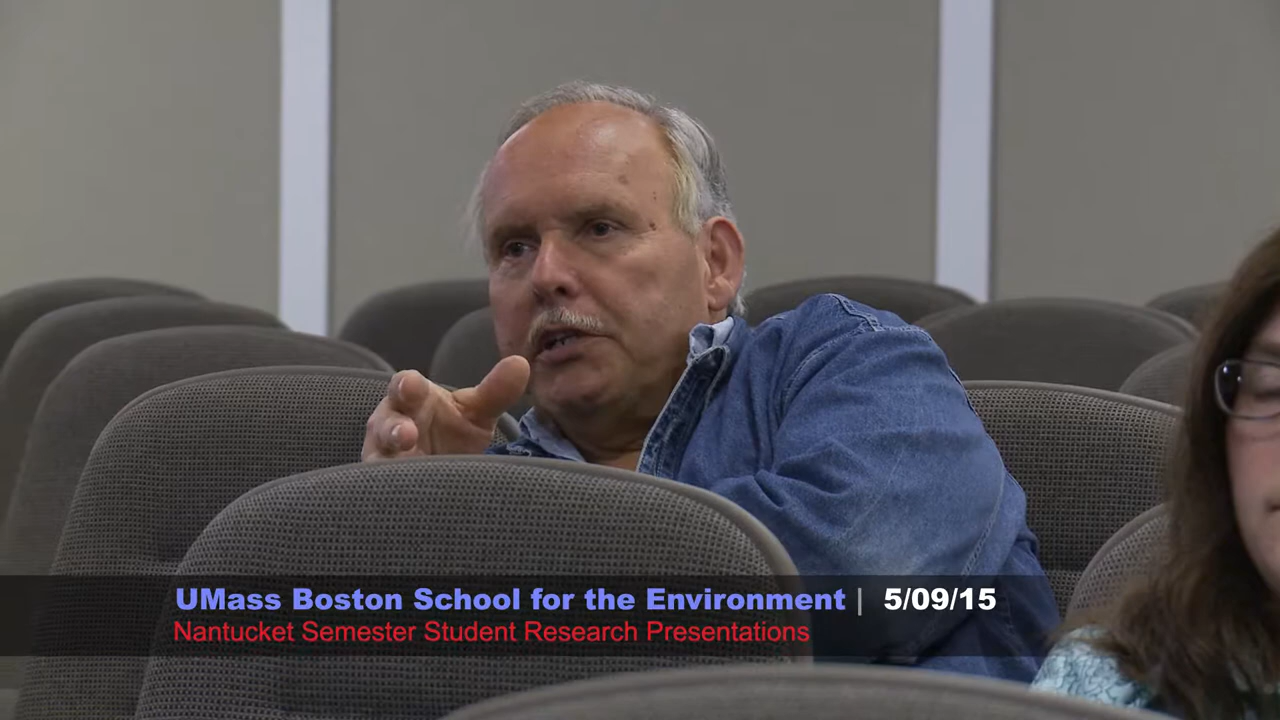 UMass Boston School for the Environment | 5/09/15
Nantucket Semester Student Research Presentations